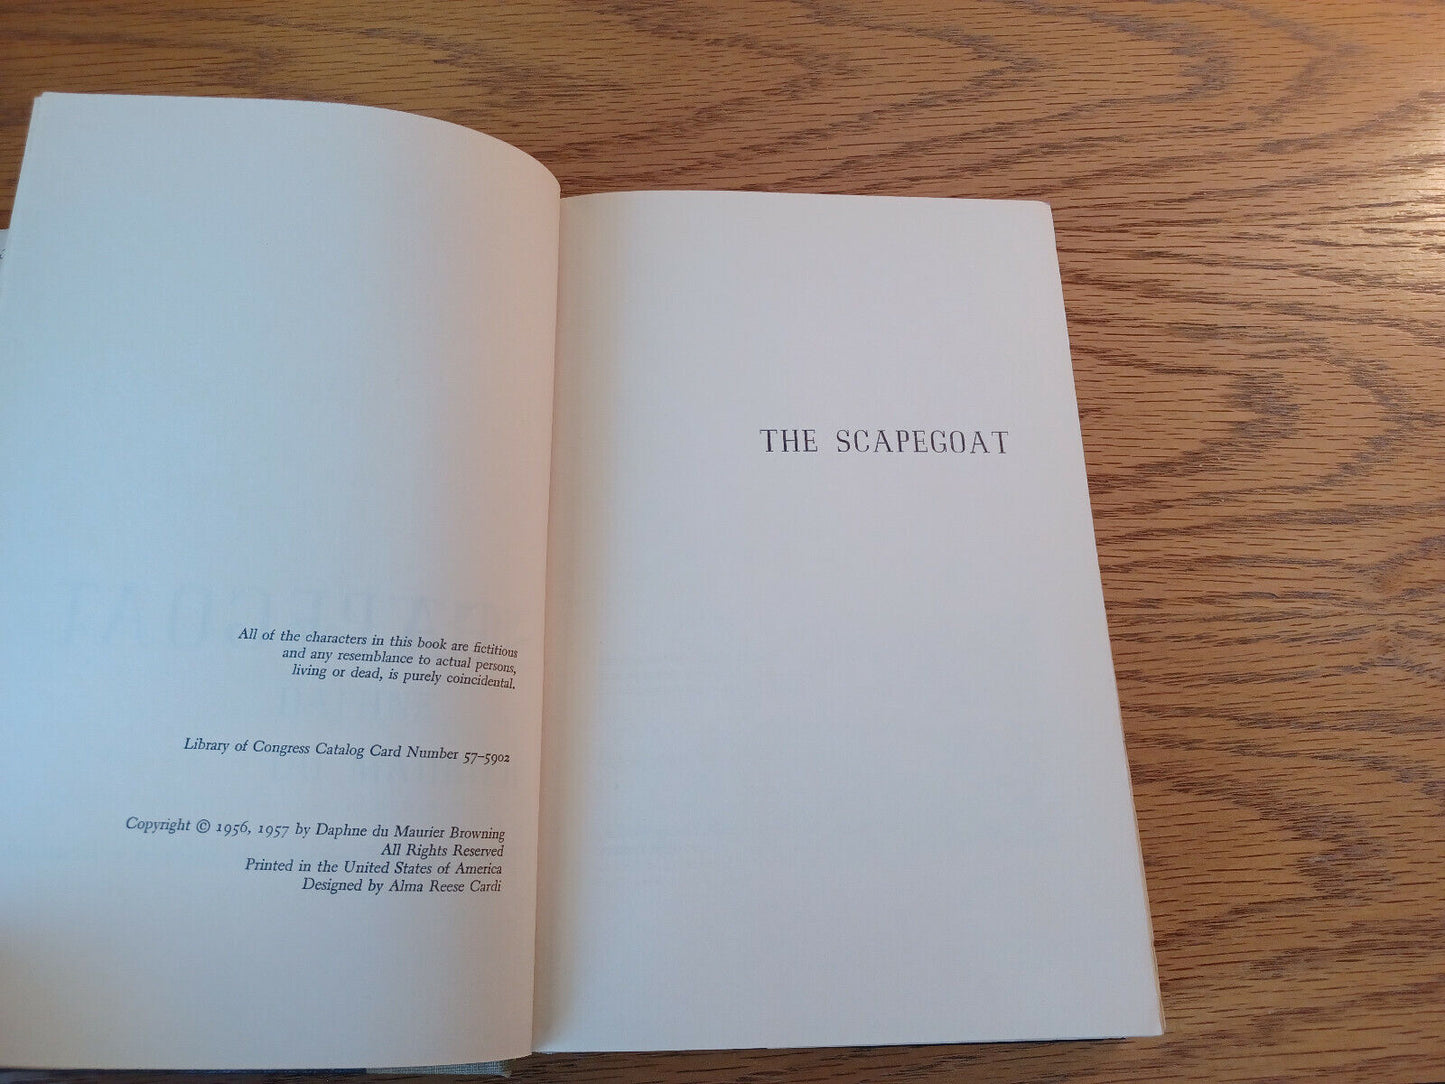 All of the characters in this book are fictitious
and any resemblance to actual persons,
living or dead, is purely coincidental.
Library of Congress Catalog Card Number 57–5902
Copyright © 1956, 1957 by Daphne du Maurier Browning
All Rights Reserved
Printed in the United States of America
Designed by Alma Reese Cardi
THE SCAPEGOAT